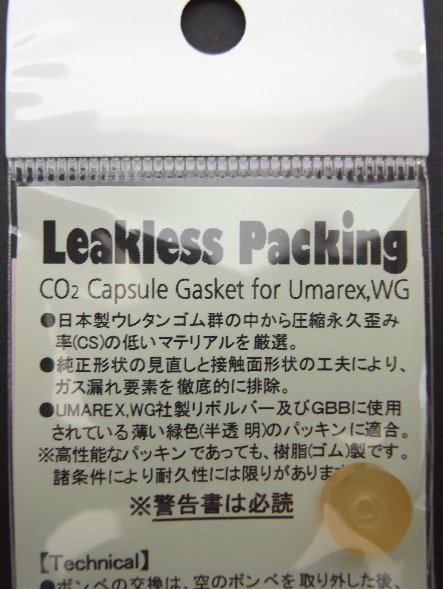 Leakless Packing
CO2 Capsule Gasket for Umarex,WG
●日本製ウレタンゴム群の中から圧縮永久歪み
率(CS)の低いマテリアルを厳選。
●純正形状の見直しと接触面形状の工夫により、
ガス漏れ要素を徹底的に排除。
●UMAREX,WG社製リボルバー及びGBBに使用
されている薄い緑色(半透 明)のパッキンに適合。
※高性能なパッキンであっても、樹脂(ゴム)製です。
諸条件により耐久性には限りがあります
※警告書は必読
【Technical】
●ボンベの交換は、空のボンベを取り外した後、